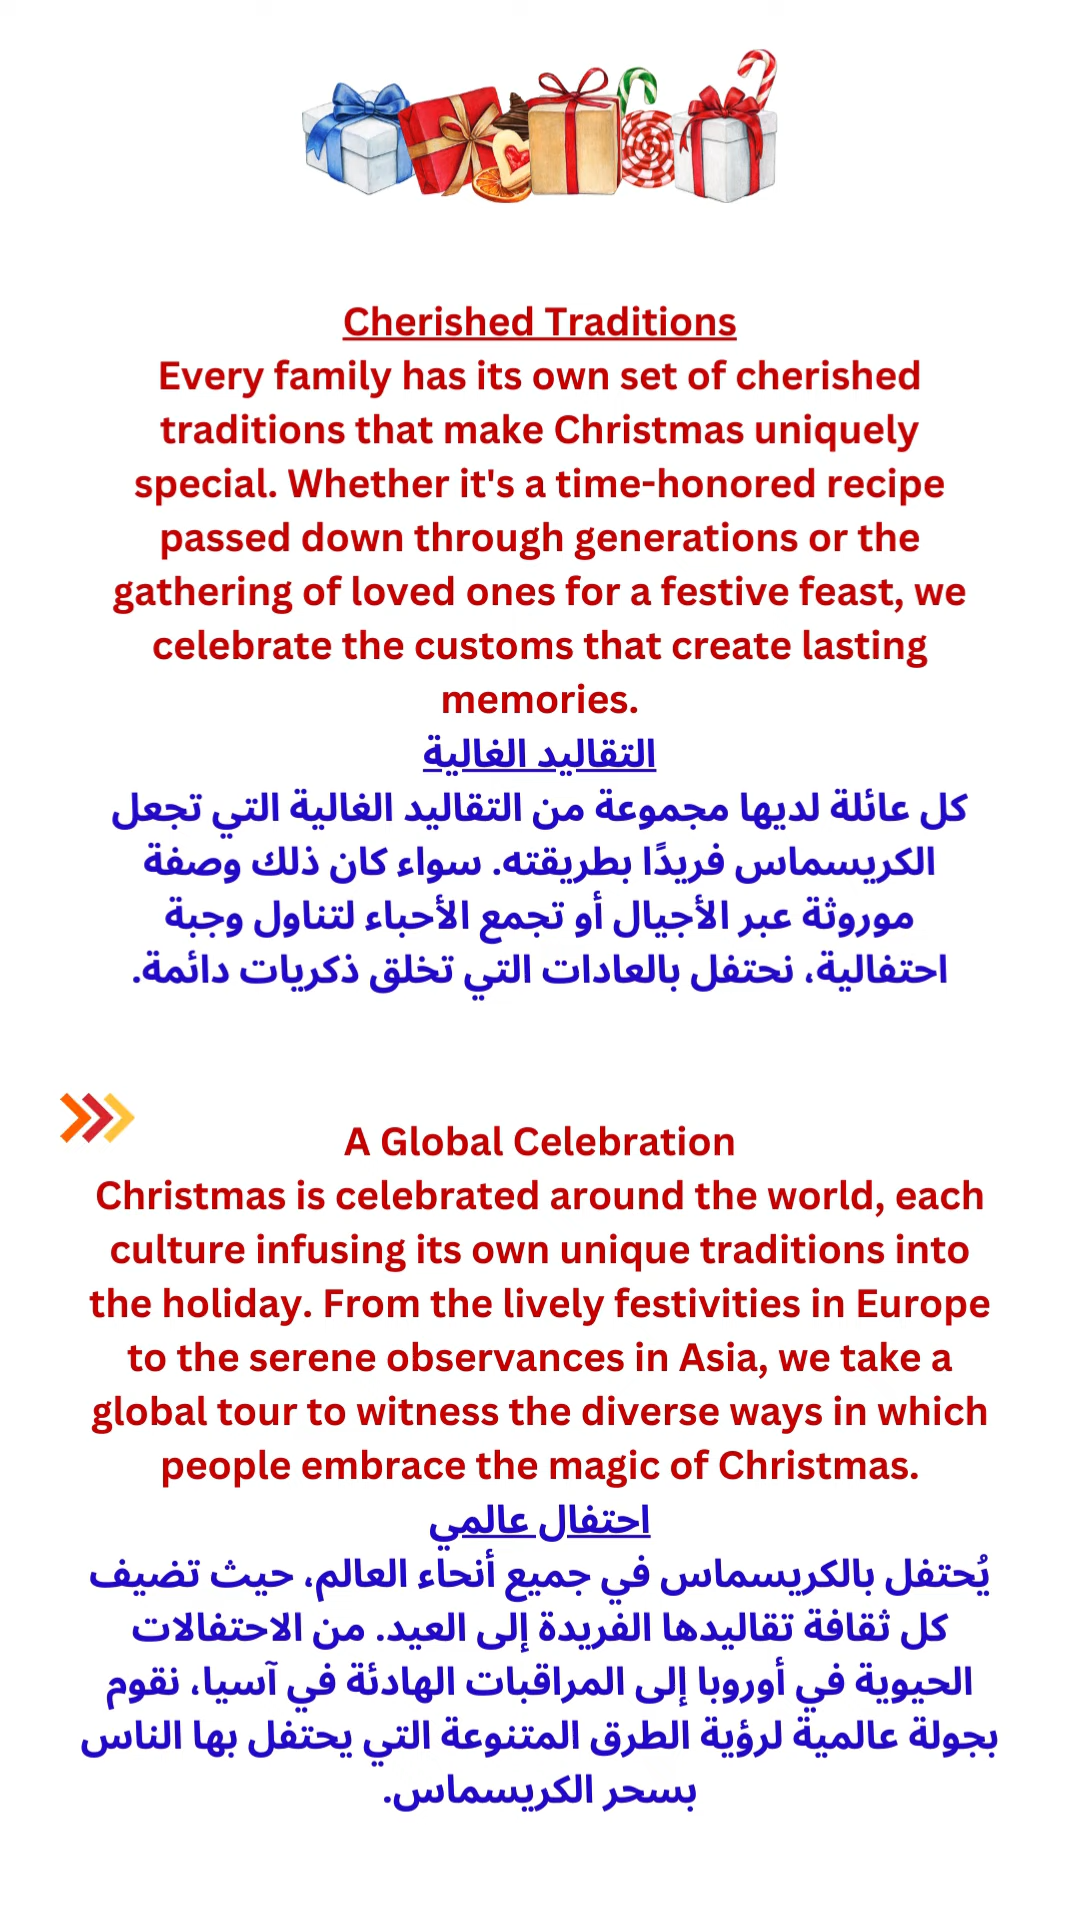 Cherished Traditions
Every family has its own set of cherished
traditions that make Christmas uniquely
special. Whether it's a time-honored recipe
passed down through generations or the
gathering of loved ones for a festive feast, we
celebrate the customs that create lasting
memories.
التقاليد الغالية
كل عائلة لديها مجموعة من التقاليد الغالية التي تجعل
الكريسماس فريدًا بطريقته. سواء كان ذلك وصفة
موروثة عبر الأجيال أو تجمع الأحباء لتناول وجبة
احتفالية، نحتفل بالعادات التي تخلق ذكريات دائمة.
A Global Celebration
Christmas is celebrated around the world, each
culture infusing its own unique traditions into
the holiday. From the lively festivities in Europe
to the serene observances in Asia, we take a
global tour to witness the diverse ways in which
people embrace the magic of Christmas.
احتفال عالمي
يُحتفل بالكريسماس في جميع أنحاء العالم، حيث تضيف
كل ثقافة تقاليدها الفريدة إلى العيد. من الاحتفالات
الحيوية في أوروبا إلى المراقبات الهادئة في آسيا، نقوم
بجولة عالمية لرؤية الطرق المتنوعة التي يحتفل بها الناس
بسحر الكريسماس.